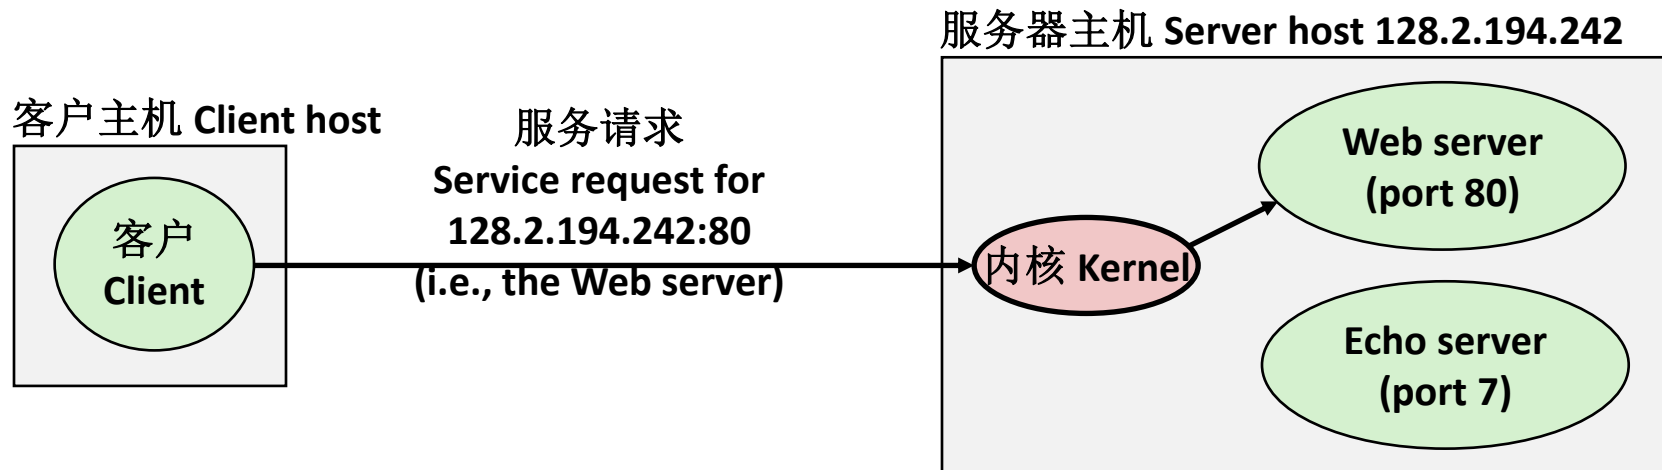 服务器主机 Server host 128.2.194.242
客户主机 Client host
服务请求
Service request for
128.2.194.242:80
(i.e., the Web server)
客户
Client
内核 Kernel
Web server
(port 80)
Echo server
(port 7)